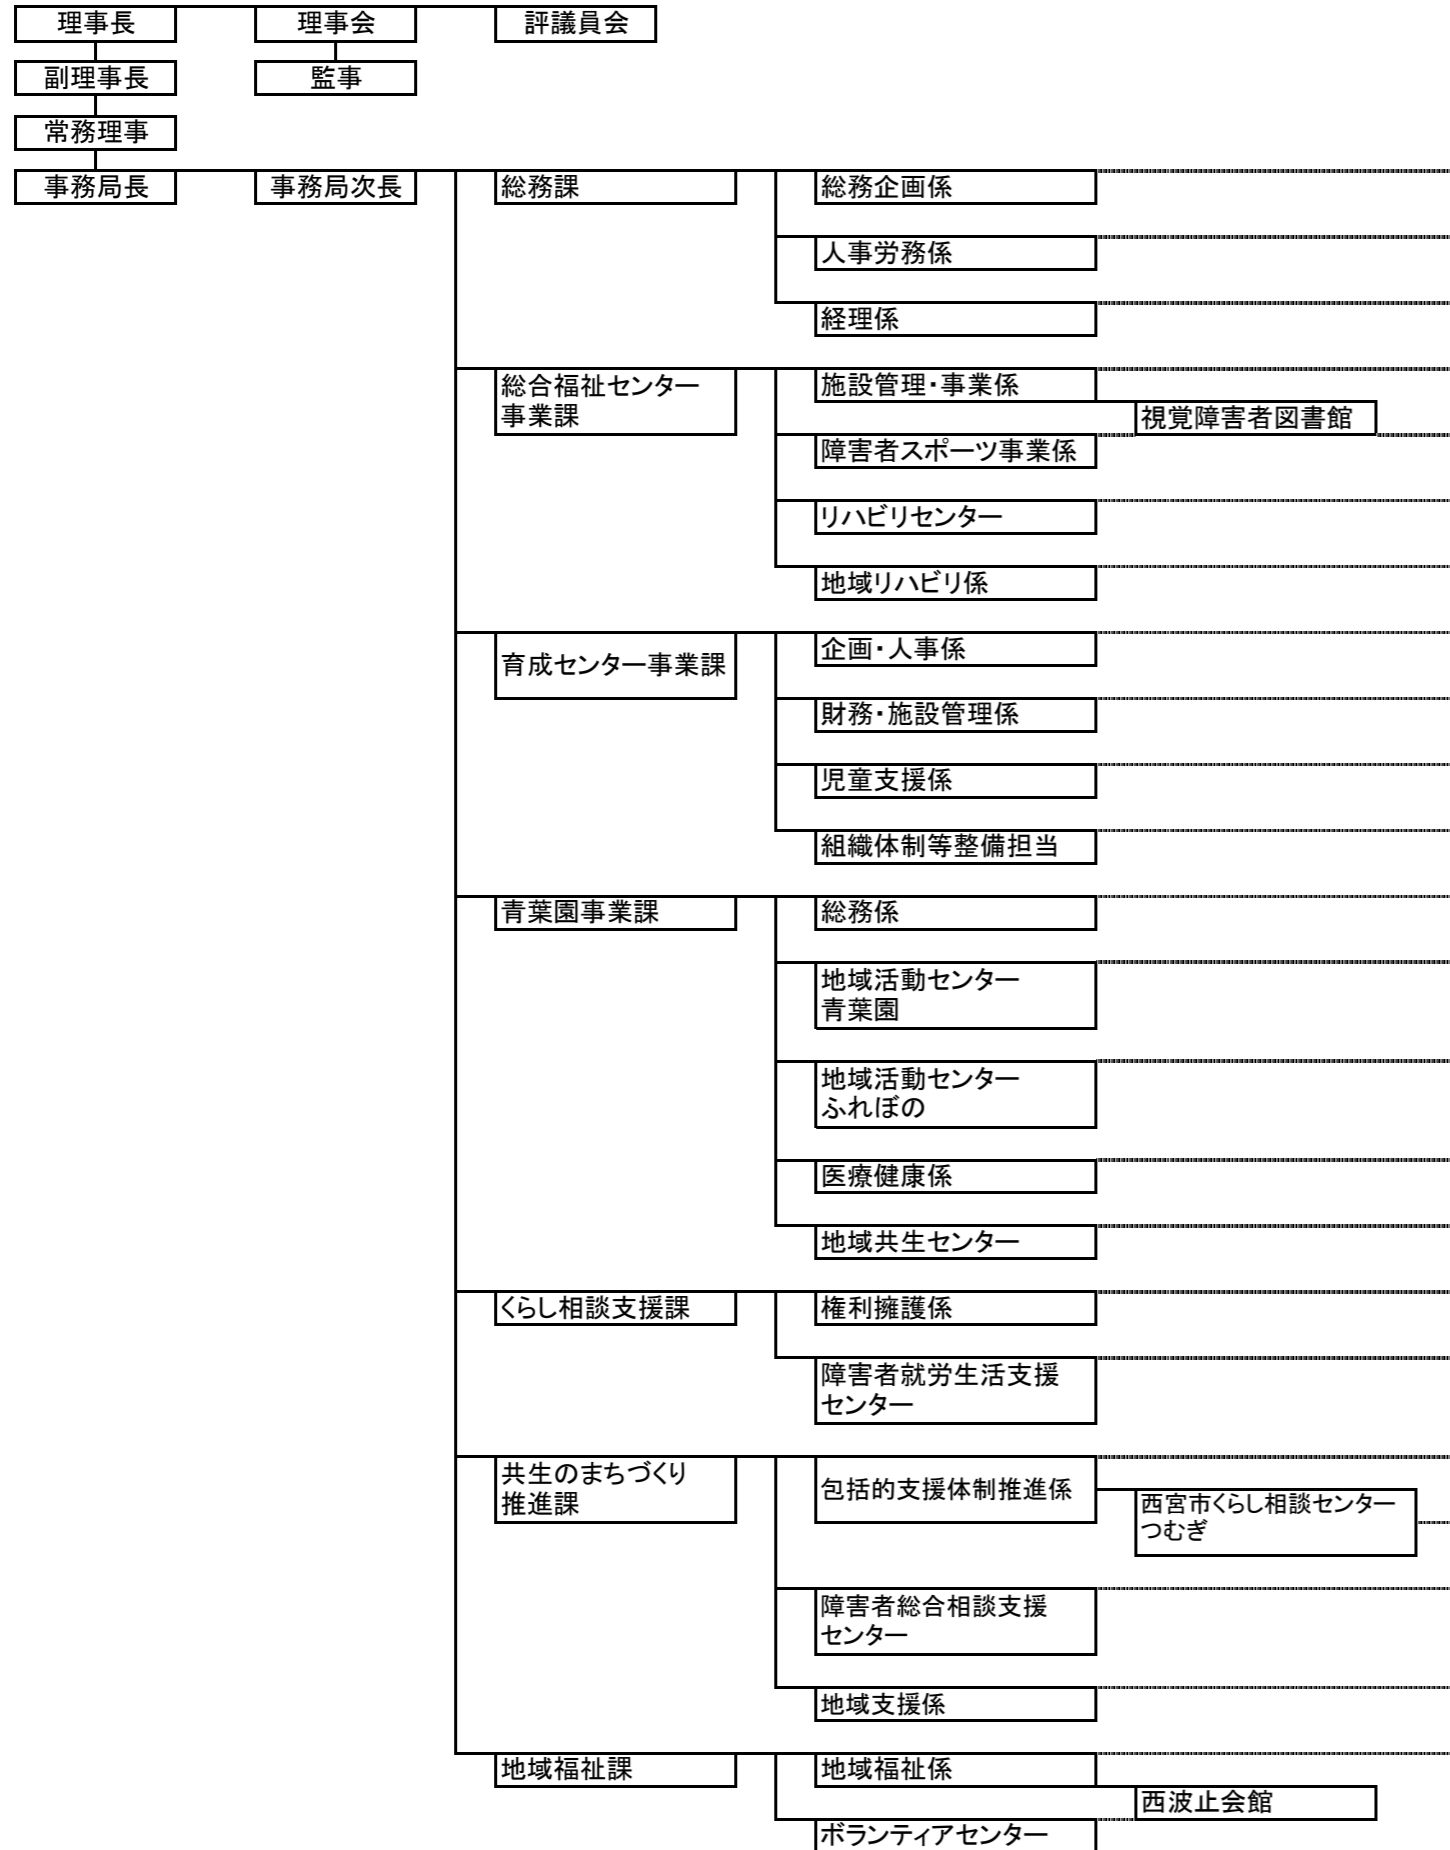 理事長
理事会
評議員会
副理事長
監事
常務理事
事務局長
事務局次長
総務課
総務企画係
人事労務係
経理係
総合福祉センター
事業課
施設管理・事業係
視覚障害者図書館
障害者スポーツ事業係
リハビリセンター
地域リハビリ係
育成センター事業課
企画・人事係
財務・施設管理係
児童支援係
組織体制等整備担当
青葉園事業課
総務係
地域活動センター
青葉園
地域活動センター
ふれぼの
医療健康係
地域共生センター
くらし相談支援課
権利擁護係
障害者就労生活支援
センター
共生のまちづくり
推進課
包括的支援体制推進係
西宮市くらし相談センター
つむぎ
障害者総合相談支援
センター
地域支援係
地域福祉課
地域福祉係
西波止会館
ボランティアセンター